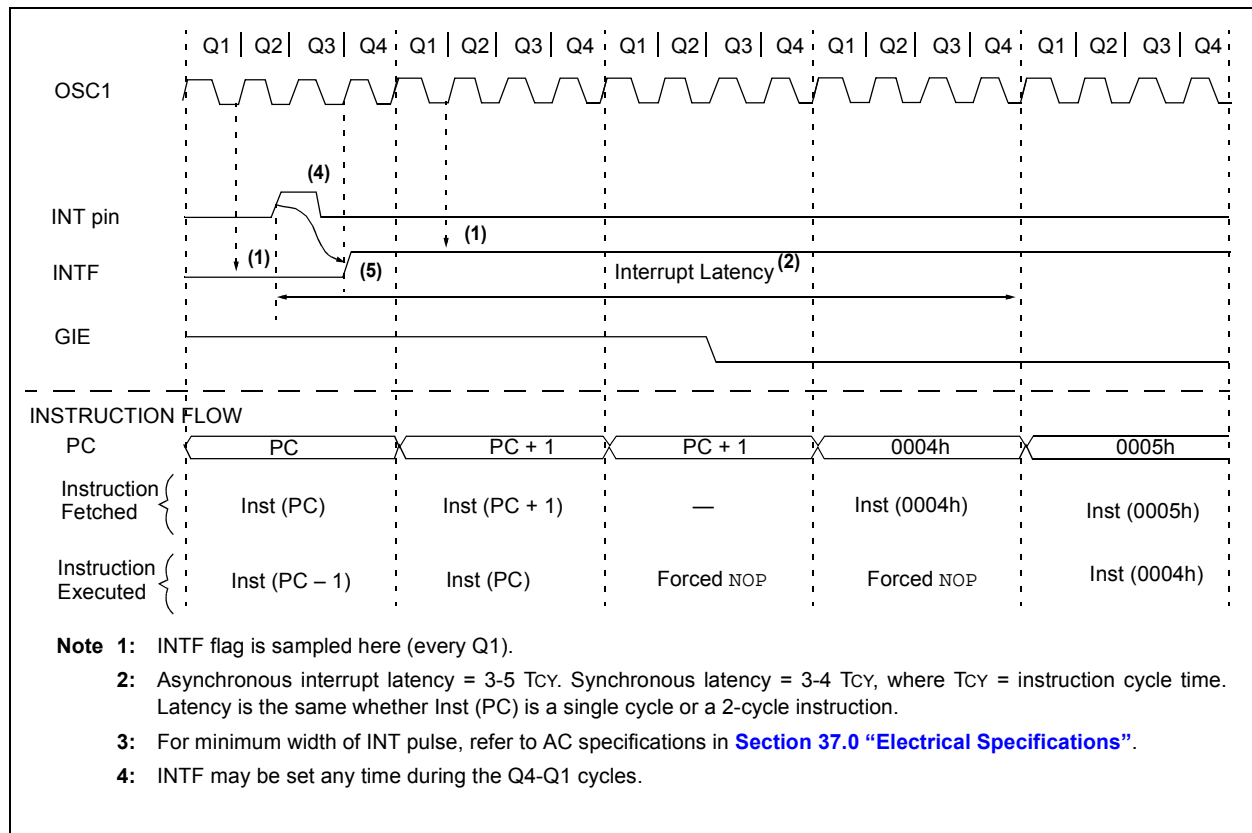 Q1 Q2 Q3 Q4 Q1 Q2 Q3 Q4 Q1 Q2 Q3 Q4 Q1 Q2 Q3 Q4 Q1 Q2 Q3 Q4
OSC1
(4)
INT pin
(1)
(1)
INTF
(5)
Interrupt Latency (2)
GIE
INSTRUCTION FLOW
PC PC PC + 1 PC + 1 0004h 0005h
Instruction
Fetched
Inst (PC) Inst (PC + 1) — Inst (0004h) Inst (0005h)
Instruction
Executed
Inst (PC – 1) Inst (PC) Forced NOP Forced NOP Inst (0004h)
Note 1: INTF flag is sampled here (every Q1).
2: Asynchronous interrupt latency = 3-5 TCY. Synchronous latency = 3-4 TCY, where TCY = instruction cycle time.
Latency is the same whether Inst (PC) is a single cycle or a 2-cycle instruction.
3: For minimum width of INT pulse, refer to AC specifications in Section 37.0 “Electrical Specifications”.
4: INTF may be set any time during the Q4-Q1 cycles.